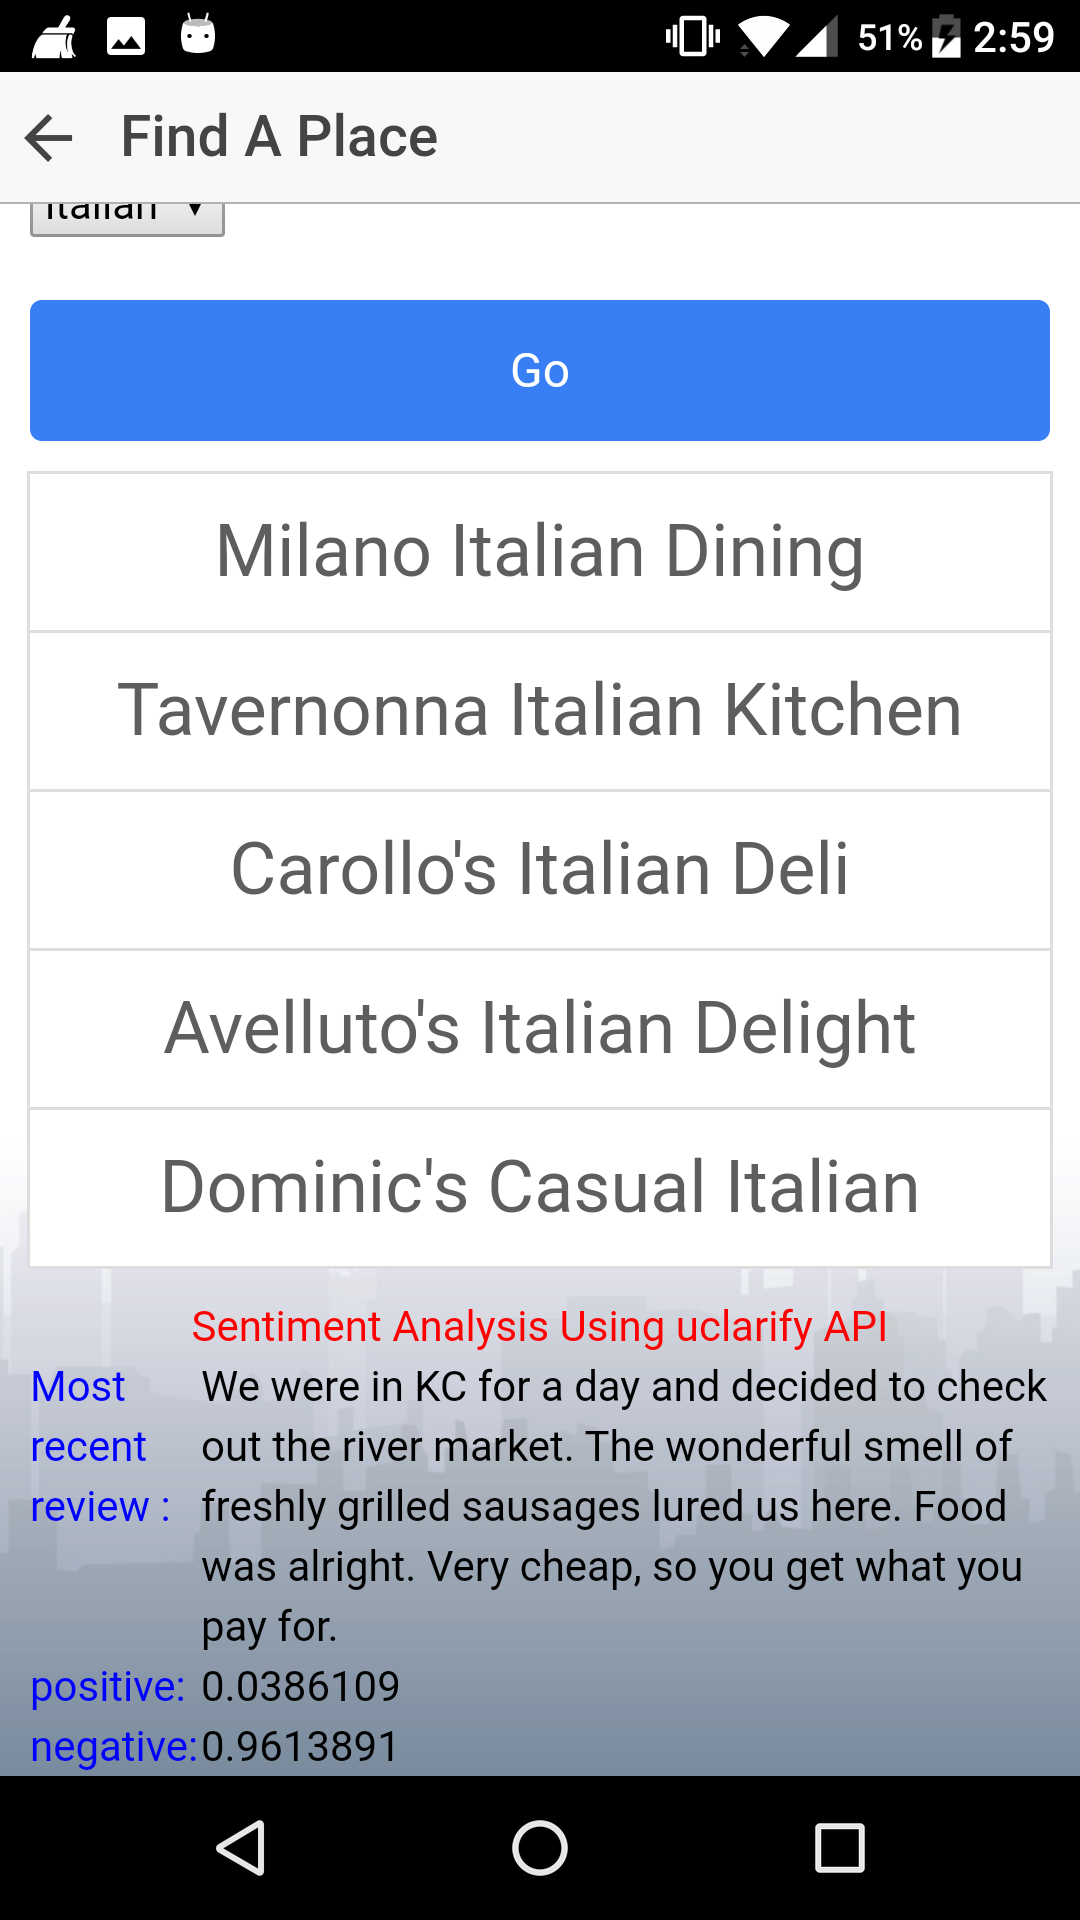 51% 2:59
Find A Place
Italian
Go
Milano Italian Dining
Tavernonna Italian Kitchen
Carollo's Italian Deli
Avelluto's Italian Delight
Dominic's Casual Italian
Sentiment Analysis Using uclarify API
Most We were in KC for a day and decided to check
recent out the river market. The wonderful smell of
review : freshly grilled sausages lured us here. Food
was alright. Very cheap, so you get what you
pay for.
positive: 0.0386109
negative: 0.9613891